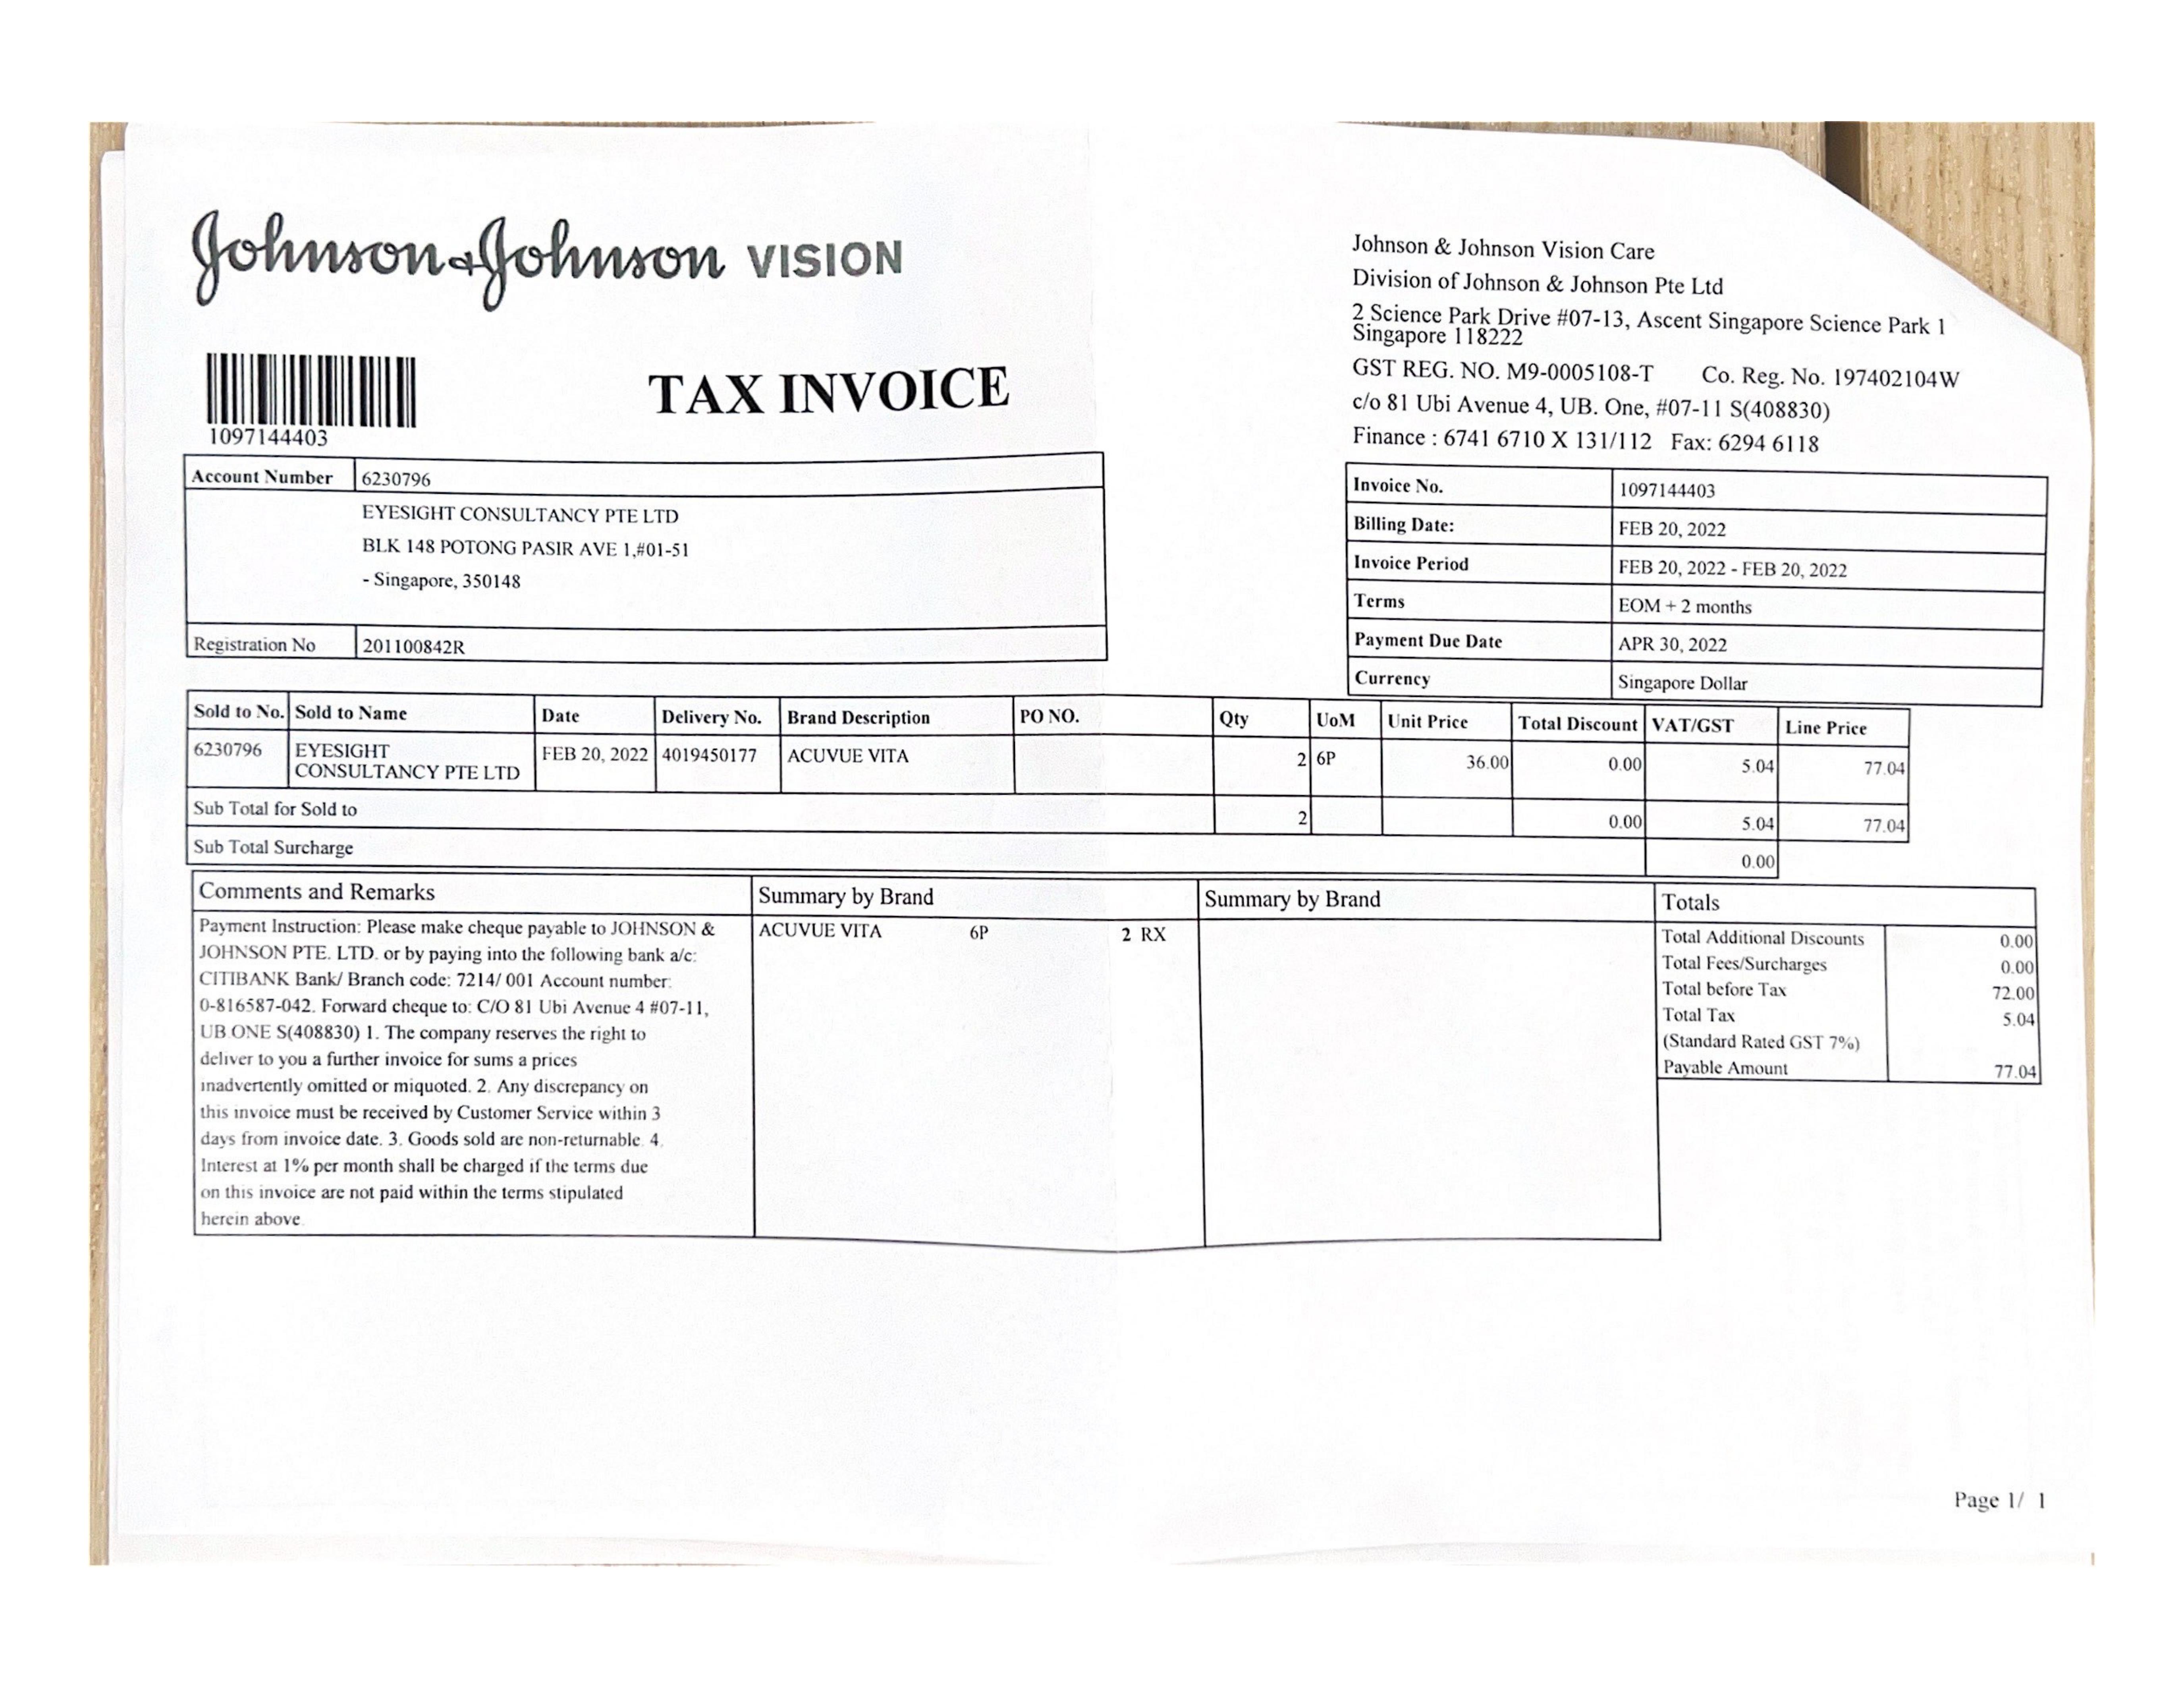 Johnson & Johnson VISION
Johnson & Johnson Vision Care
Division of Johnson & Johnson Pte Ltd
2 Science Park Drive #07-13, Ascent Singapore Science Park 1
Singapore 118222
GST REG. NO. M9-0005108-T Co. Reg. No. 197402104W
c/o 81 Ubi Avenue 4, UB. One, #07-11 S(408830)
Finance : 6741 6710 X 131/112 Fax: 6294 6118
1097144403
TAX INVOICE
Account Number 6230796
EYESIGHT CONSULTANCY PTE LTD
BLK 148 POTONG PASIR AVE 1,#01-51
- Singapore, 350148
Registration No 201100842R
Invoice No. 1097144403
Billing Date: FEB 20, 2022
Invoice Period FEB 20, 2022 - FEB 20, 2022
Terms EOM + 2 months
Payment Due Date APR 30, 2022
Currency Singapore Dollar
Sold to No. Sold to Name Date Delivery No. Brand Description PO NO. Qty UoM Unit Price Total Discount VAT/GST Line Price
6230796 EYESIGHT FEB 20, 2022 4019450177 ACUVUE VITA 2 6P 36.00 0.00 5.04 77.04
CONSULTANCY PTE LTD
Sub Total for Sold to 2 0.00 5.04 77.04
Sub Total Surcharge 0.00
Comments and Remarks
Payment Instruction: Please make cheque payable to JOHNSON &
JOHNSON PTE. LTD. or by paying into the following bank a/c:
CITIBANK Bank/ Branch code: 7214/ 001 Account number:
0-816587-042. Forward cheque to: C/O 81 Ubi Avenue 4 #07-11,
UB.ONE S(408830) 1. The company reserves the right to
deliver to you a further invoice for sums a prices
inadvertently omitted or miquoted. 2. Any discrepancy on
this invoice must be received by Customer Service within 3
days from invoice date. 3. Goods sold are non-returnable. 4.
Interest at 1% per month shall be charged if the terms due
on this invoice are not paid within the terms stipulated
herein above.
Summary by Brand
ACUVUE VITA 6P 2 RX
Summary by Brand
Totals
Total Additional Discounts 0.00
Total Fees/Surcharges 0.00
Total before Tax 72.00
Total Tax 5.04
(Standard Rated GST 7%)
Payable Amount 77.04
Page 1/ 1